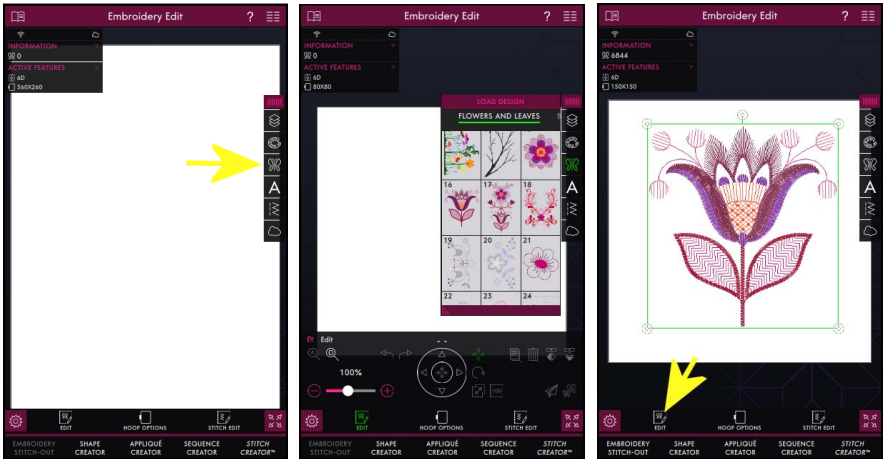 Embroidery Edit
?
INFORMATION
0
ACTIVE FEATURES
6D
360X260
A
EDIT
HOOP OPTIONS
STITCH EDIT
EMBROIDERY STITCH-OUT
SHAPE CREATOR
APPLIQUÉ CREATOR
SEQUENCE CREATOR
STITCH CREATOR™
Embroidery Edit
?
INFORMATION
0
ACTIVE FEATURES
6D
80X80
LOAD DESIGN
FLOWERS AND LEAVES
16
17
18
19
20
21
22
23
24
A
Edit
- -
100%
100
EDIT
HOOP OPTIONS
STITCH EDIT
EMBROIDERY STITCH-OUT
SHAPE CREATOR
APPLIQUÉ CREATOR
SEQUENCE CREATOR
STITCH CREATOR™
Embroidery Edit
?
INFORMATION
6844
ACTIVE FEATURES
6D
150X150
A
EDIT
HOOP OPTIONS
STITCH EDIT
EMBROIDERY STITCH-OUT
SHAPE CREATOR
APPLIQUÉ CREATOR
SEQUENCE CREATOR
STITCH CREATOR™